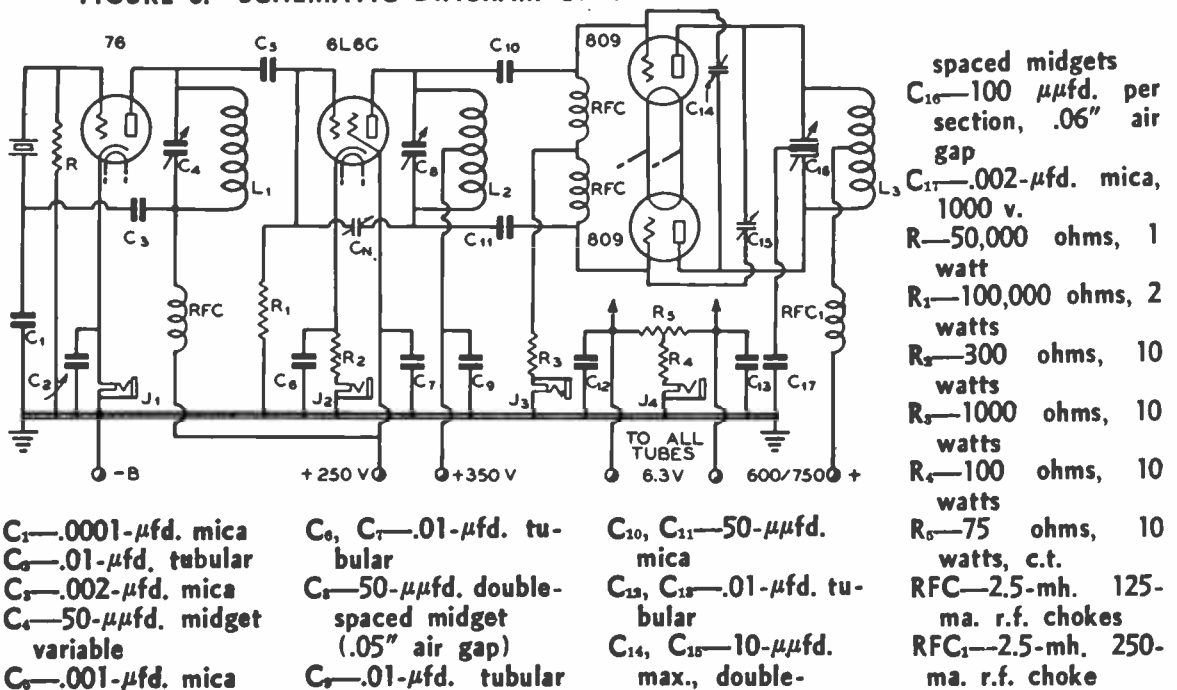 FIGURE SCHEMATIC DIAGRAM
76
C₅
6L6G
C₁₀
809
RFC
C₁₄
R
C₄
L₁
C₈
L₂
RFC
C₁₆
L₃
C₃
C_N.
C₁₁
809
C₁₅
C₁
RFC
R₁
R₅
RFC₁
C₂
J₁
C₆
R₂
J₂
C₇
C₉
R₃
J₃
C₁₂
R₄
J₄
C₁₃
C₁₇
-B
+250 V
+350 V
TO ALL
TUBES
6.3V
600/750 +
C₁—.0001-μfd. mica
C₂—.01-μfd. tubular
C₃—.002-μfd. mica
C₄—50-μμfd. midget
variable
C₅—.001-μfd. mica
C₆, C₇—.01-μfd. tu-
bular
C₈—50-μμfd. double-
spaced midget
(.05" air gap)
C₉—.01-μfd. tubular
C₁₀, C₁₁—50-μμfd.
mica
C₁₂, C₁₃—.01-μfd. tu-
bular
C₁₄, C₁₅—10-μμfd.
max., double-
spaced midgets
C₁₆—100 μμfd. per
section, .06" air
gap
C₁₇—.002-μfd. mica,
1000 v.
R—50,000 ohms, 1
watt
R₁—100,000 ohms, 2
watts
R₂—300 ohms, 10
watts
R₃—1000 ohms, 10
watts
R₄—100 ohms, 10
watts
R₅—75 ohms, 10
watts, c.t.
RFC—2.5-mh. 125-
ma. r.f. chokes
RFC₁—2.5-mh. 250-
ma. r.f. choke